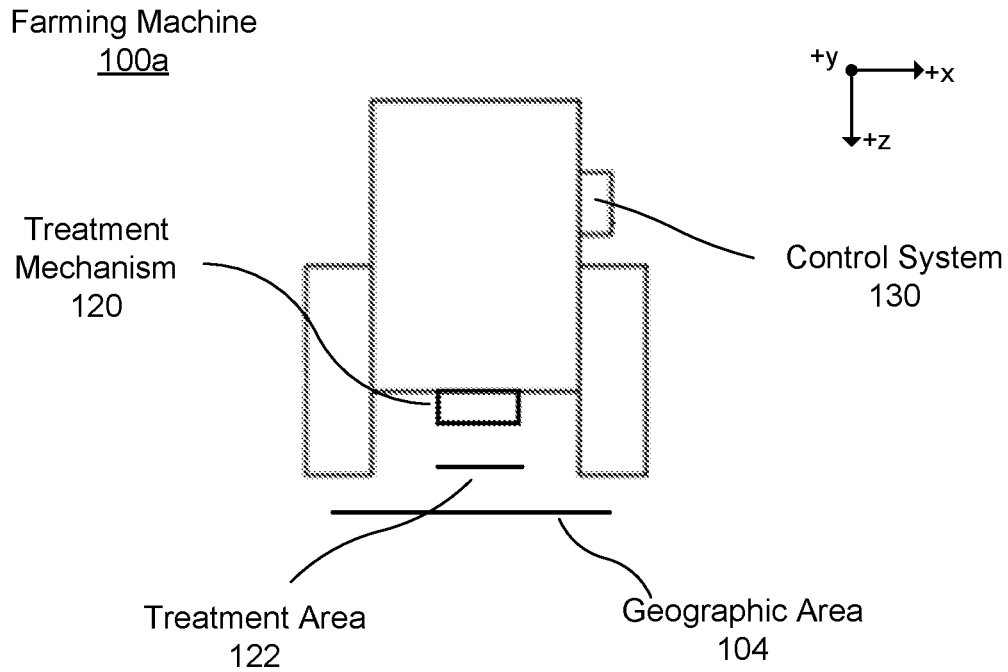 Farming Machine
100a
+y
+x
+z
Treatment
Mechanism
120
Control System
130
Treatment Area
122
Geographic Area
104